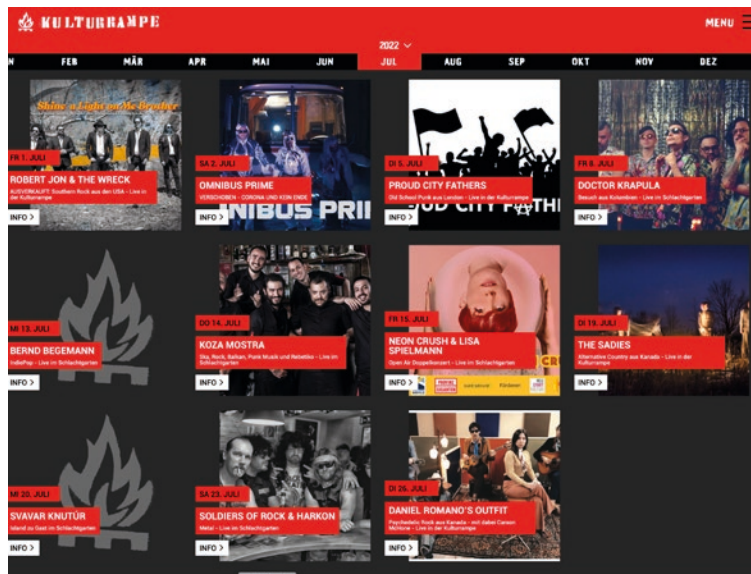 KULTURRAMPE
MENU
2022
N FEB MÄR APR MAI JUN JUL AUG SEP OKT NOV DEZ
Shine a Light on Me Brother
FR 1. JULI
ROBERT JON & THE WRECK
AUSVERKAUFT: Southern Rock aus den USA - Live in
der Kulturrampe
INFO >
SA 2. JULI
OMNIBUS PRIME
VERSCHOBEN - CORONA UND KEIN ENDE
NIBUS PRI
INFO >
DI 5. JULI
PROUD CITY FATHERS
Old School Punk aus London - Live in der Kulturrampe
UD CITY FATH
INFO >
FR 8. JULI
DOCTOR KRAPULA
Besuch aus Kolumbien - Live im Schlachtgarten
INFO >
MI 13. JULI
BERND BEGEMANN
IndiePop - Live im Schlachtgarten
INFO >
DO 14. JULI
KOZA MOSTRA
Ska, Rock, Balkan, Punk Musik und Rebetiko - Live im
Schlachtgarten
INFO >
FR 15. JULI
NEON CRUSH & LISA
SPIELMANN
Open Air Doppelkonzert - Live im Schlachtgarten
CR
INFO >
DI 19. JULI
THE SADIES
Alternative Country aus Kanada - Live in der
Kulturrampe
INFO >
MI 20. JULI
SVAVAR KNUTÚR
Island zu Gast im Schlachtgarten
INFO >
SA 23. JULI
SOLDIERS OF ROCK & HARKON
Metal - Live im Schlachtgarten
INFO >
DI 26. JULI
DANIEL ROMANO'S OUTFIT
Psychedelic Rock aus Kanada - mit dabei Carson
McHone - Live in der Kulturrampe
INFO >